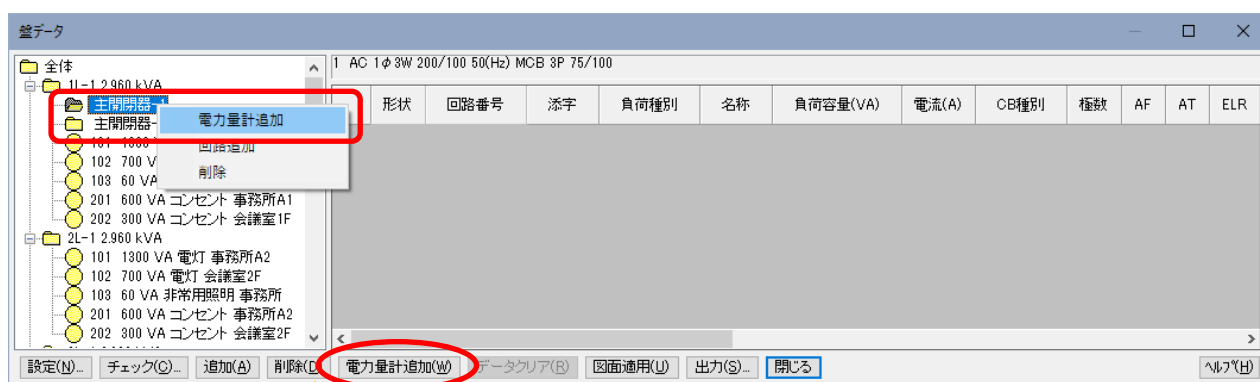 盤データ
全体
1 AC 1φ3W 200/100 50(Hz) MCB 3P 75/100
1L-1 2.960 kVA
主開閉器-1
主開閉器-
電力量計追加
回路追加
削除
形状 回路番号 添字 負荷種別 名称 負荷容量(VA) 電流(A) CB種別 極数 AF AT ELR
101 1300
102 700 V
103 60 VA
201 600 VA コンセント 事務所A1
202 300 VA コンセント 会議室1F
2L-1 2.960 kVA
101 1300 VA 電灯 事務所A2
102 700 VA 電灯 会議室2F
103 60 VA 非常用照明 事務所
201 600 VA コンセント 事務所A2
202 300 VA コンセント 会議室2F
設定(N)... チェック(C)... 追加(A) 削除(D 電力量計追加(W) データクリア(R) 図面適用(U) 出力(S)... 閉じる ヘルプ(H)